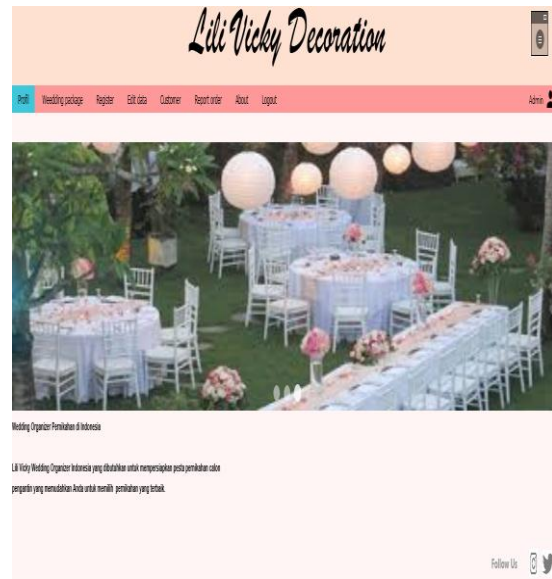 Lili Vicky Decoration
Profil Weedding package Register Edit data Customer Report order About Logout Admin
Wedding Organizer Pernikahan di Indonesia
Lili Vicky Wedding Organizer Indonesia yang dibutuhkan untuk mempersiapkan pesta pernikahan calon
pengantin yang memudahkan Anda untuk memilih pernikahan yang terbaik.
Follow Us